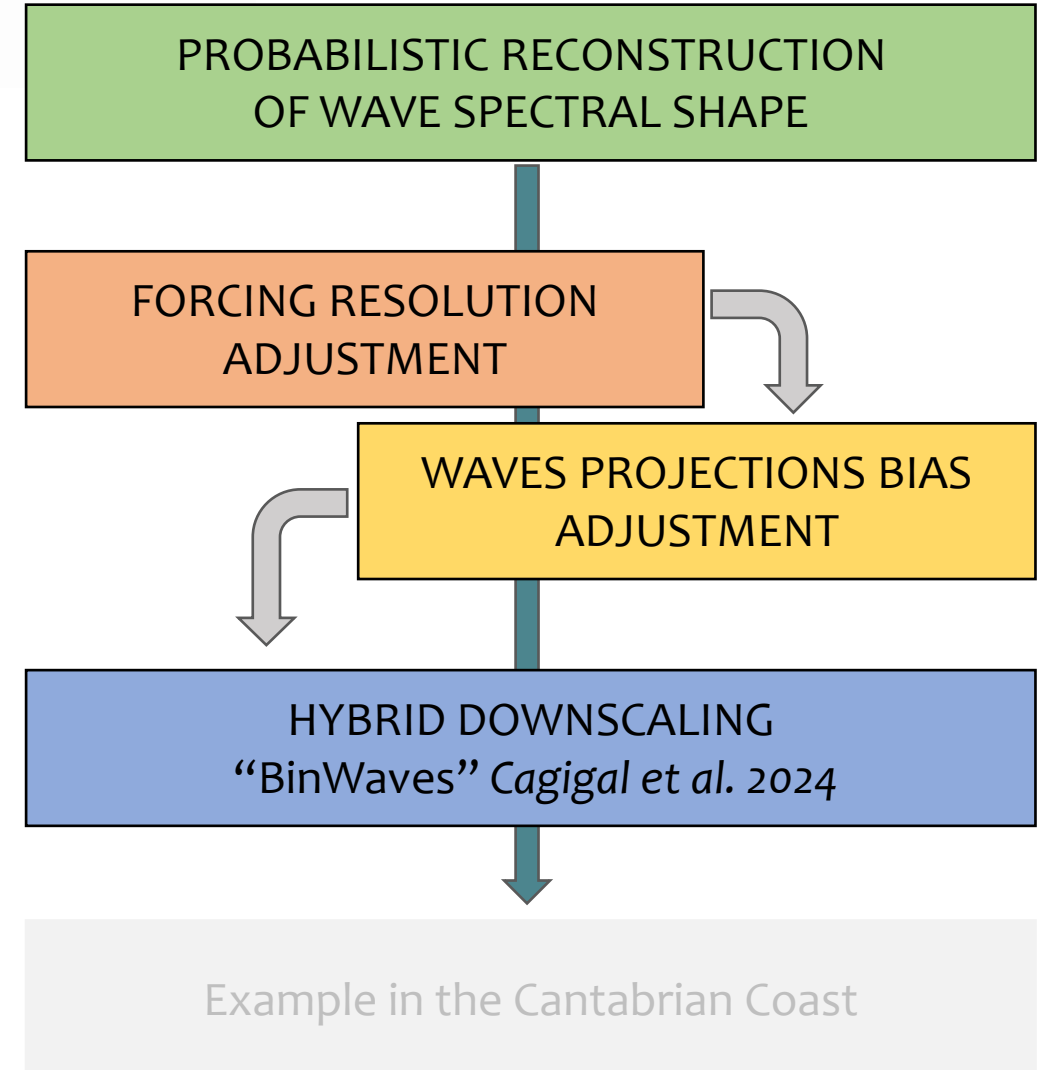 PROBABILISTIC RECONSTRUCTION
OF WAVE SPECTRAL SHAPE
FORCING RESOLUTION
ADJUSTMENT
WAVES PROJECTIONS BIAS
ADJUSTMENT
HYBRID DOWNSCALING
“BinWaves” Cagigal et al. 2024
Example in the Cantabrian Coast